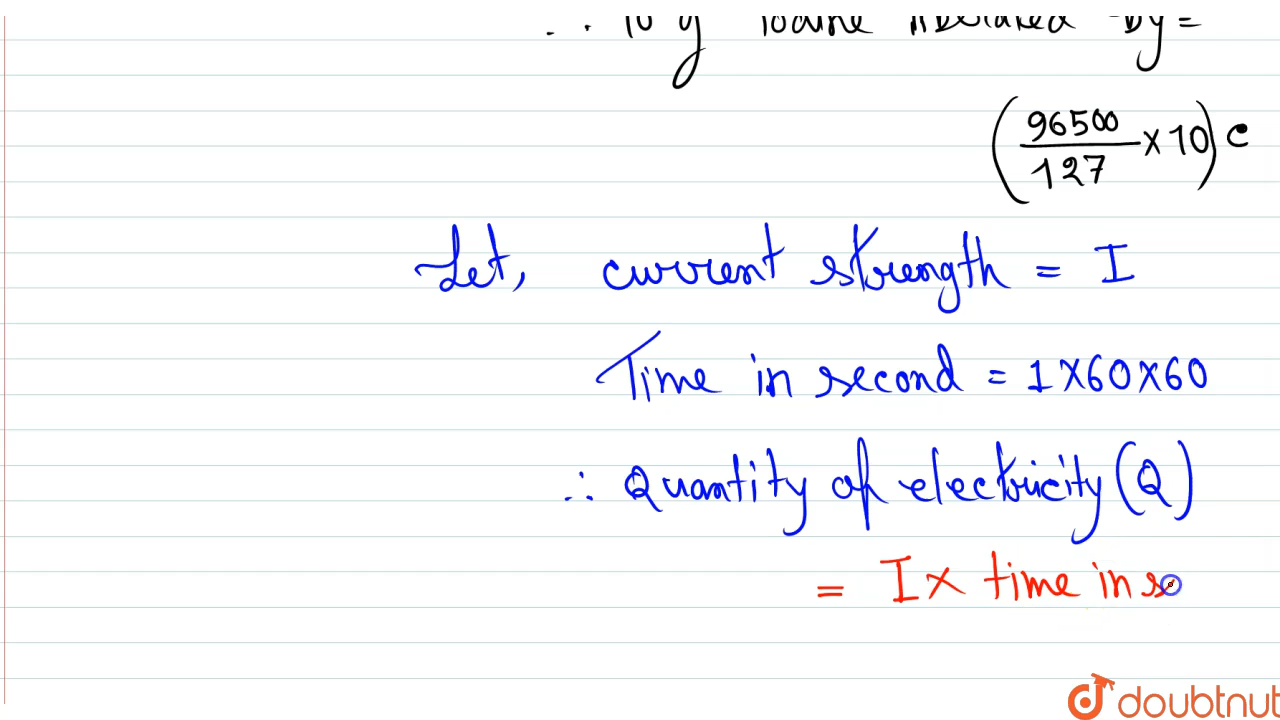 ∴ 10 g Iodine liberated by =
(96500/127 × 10) C
Let, current strength = I
Time in second = 1×60×60
∴ Quantity of electricity (Q)
= I × time in s
doubtnut